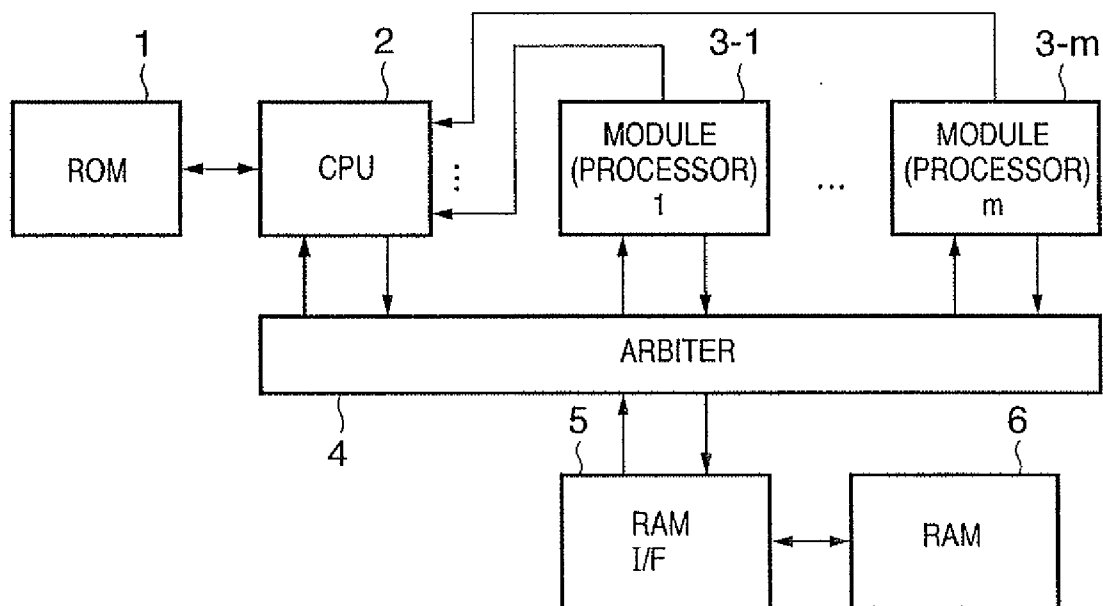 1
2
3-1
3-m
ROM
CPU
⋮
MODULE
(PROCESSOR)
1
...
MODULE
(PROCESSOR)
m
ARBITER
4
5
6
RAM
I/F
RAM